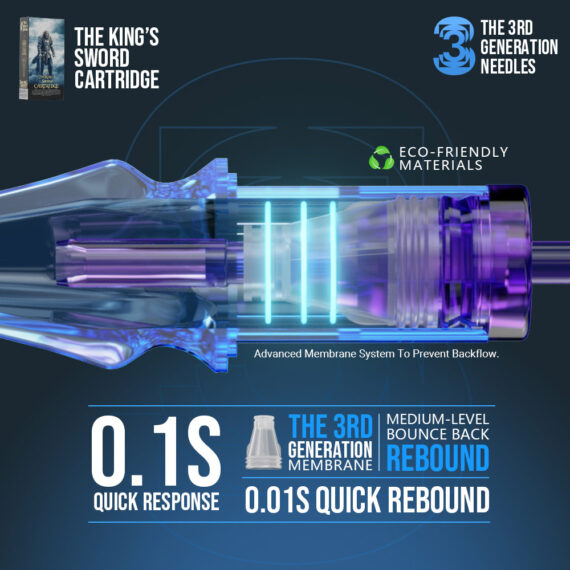 THE KING'S
SWORD
CARTRIDGE
3
THE 3RD
GENERATION
NEEDLES
ECO-FRIENDLY
MATERIALS
Advanced Membrane System To Prevent Backflow.
0.1S
QUICK RESPONSE
THE 3RD
GENERATION
MEMBRANE
MEDIUM-LEVEL
BOUNCE BACK
REBOUND
0.01S QUICK REBOUND